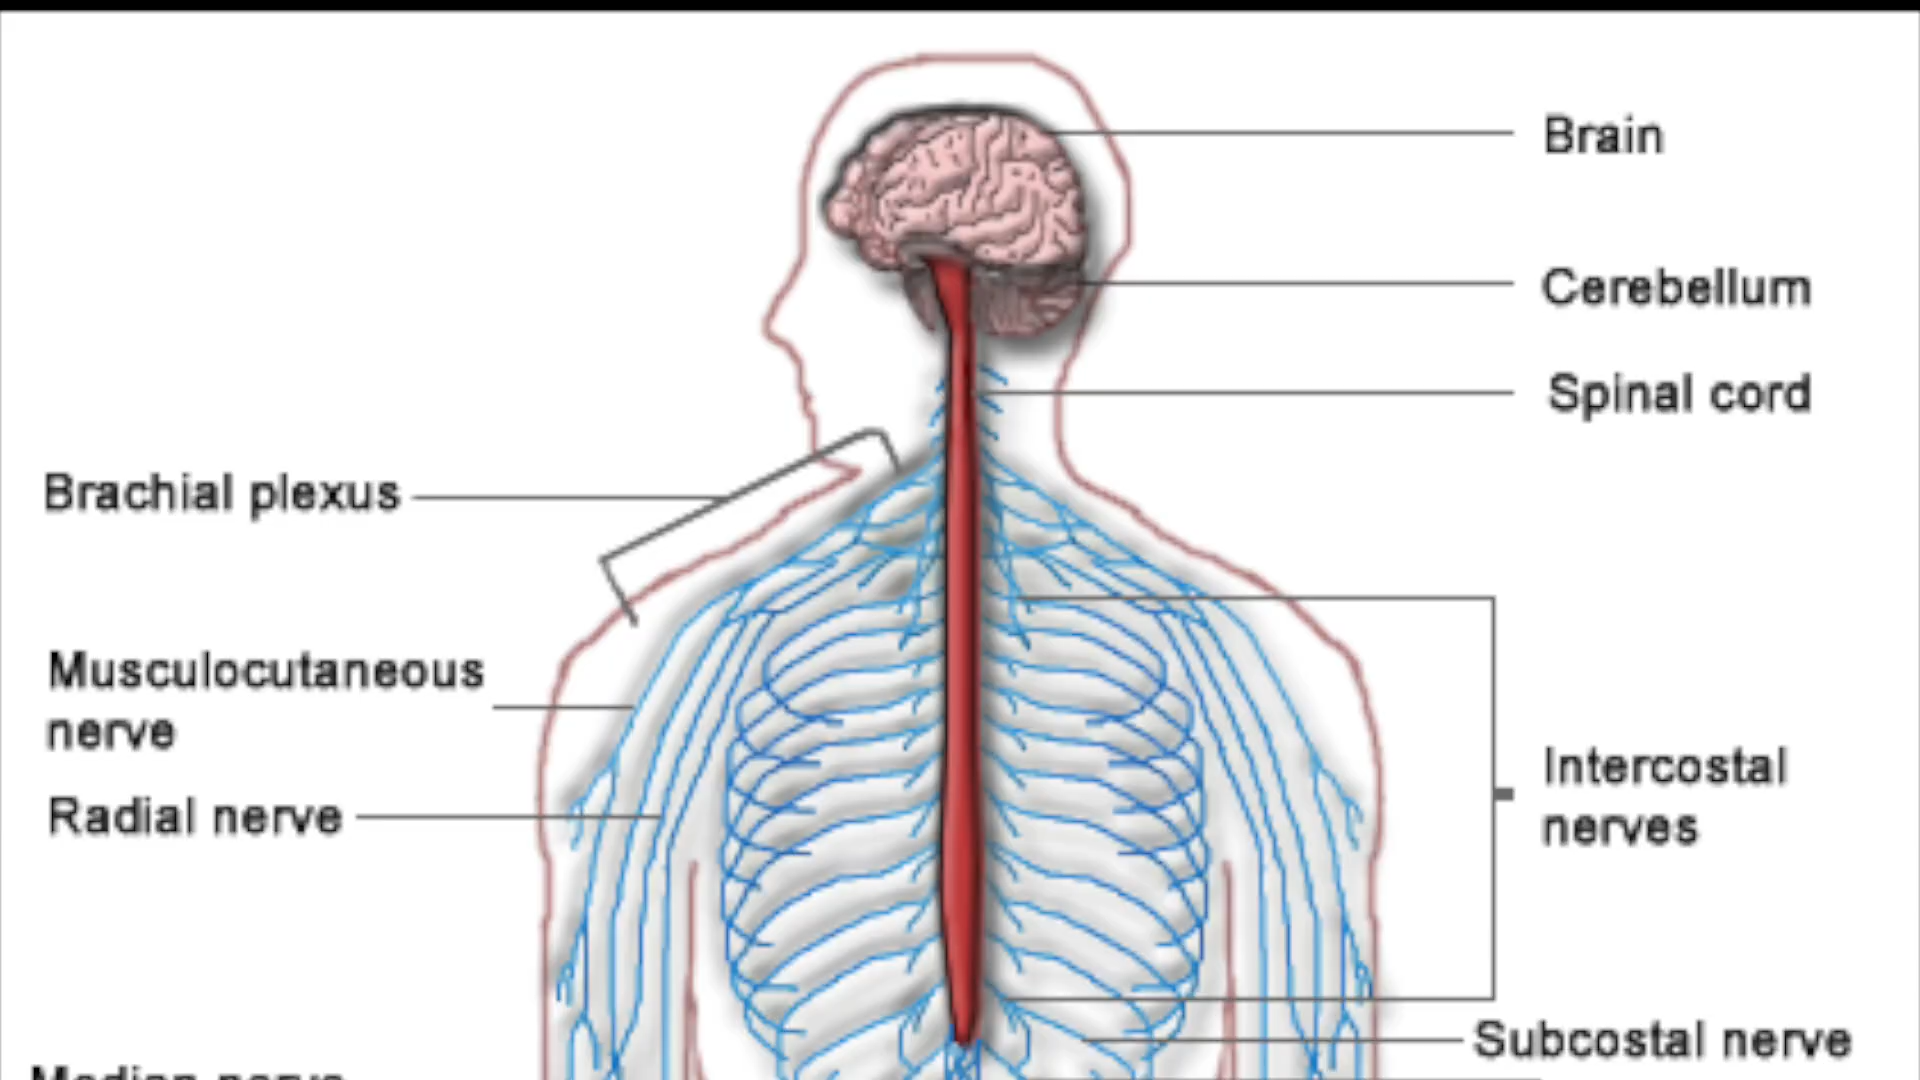 Brain
Cerebellum
Spinal cord
Brachial plexus
Musculocutaneous
nerve
Radial nerve
Intercostal
nerves
Subcostal nerve
Median nerve